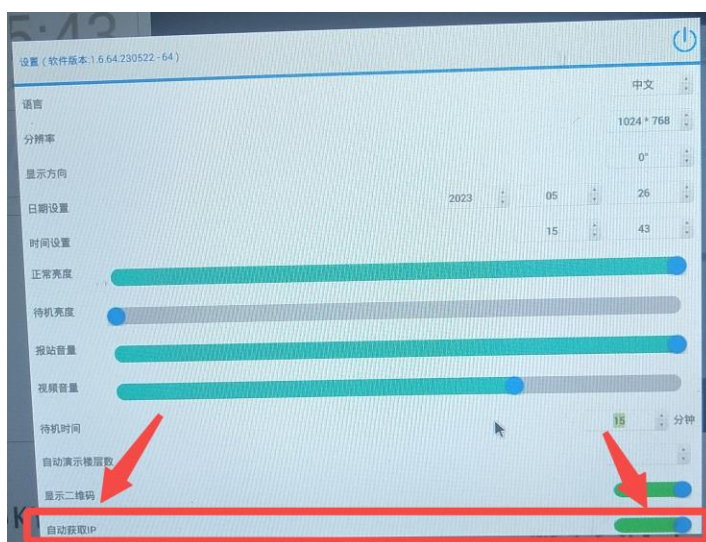 5:43
设置(软件版本:1.6.64.230522-64)
语言 中文
分辨率 1024 * 768
显示方向 0°
日期设置 2023 05 26
时间设置 15 43
正常亮度
待机亮度
报站音量
视频音量
待机时间 15 分钟
自动演示楼层数
显示二维码
自动获取IP